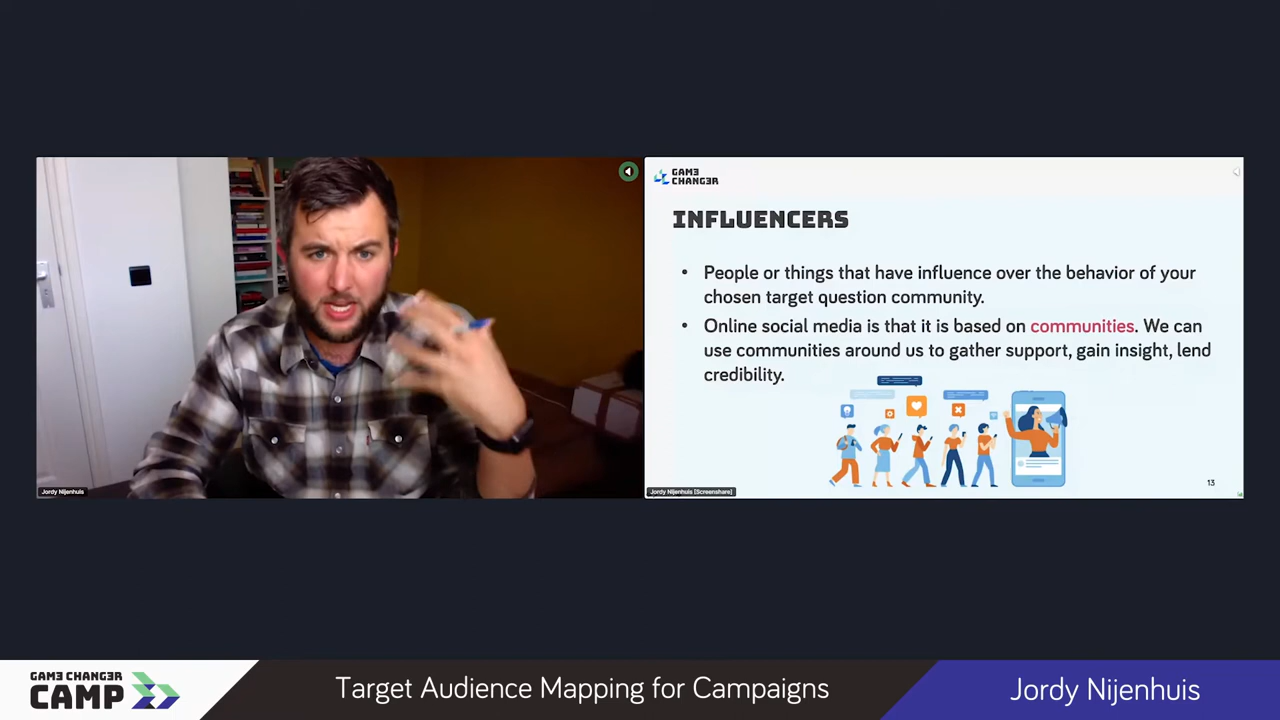 GAM3
CHANG3R
INFLUENCERS
• People or things that have influence over the behavior of your
chosen target question community.
• Online social media is that it is based on communities. We can
use communities around us to gather support, gain insight, lend
credibility.
Jordy Nijenhuis
Jordy Nijenhuis [Screenshare]
13
GAM3 CHANG3R
CAMP
Target Audience Mapping for Campaigns
Jordy Nijenhuis